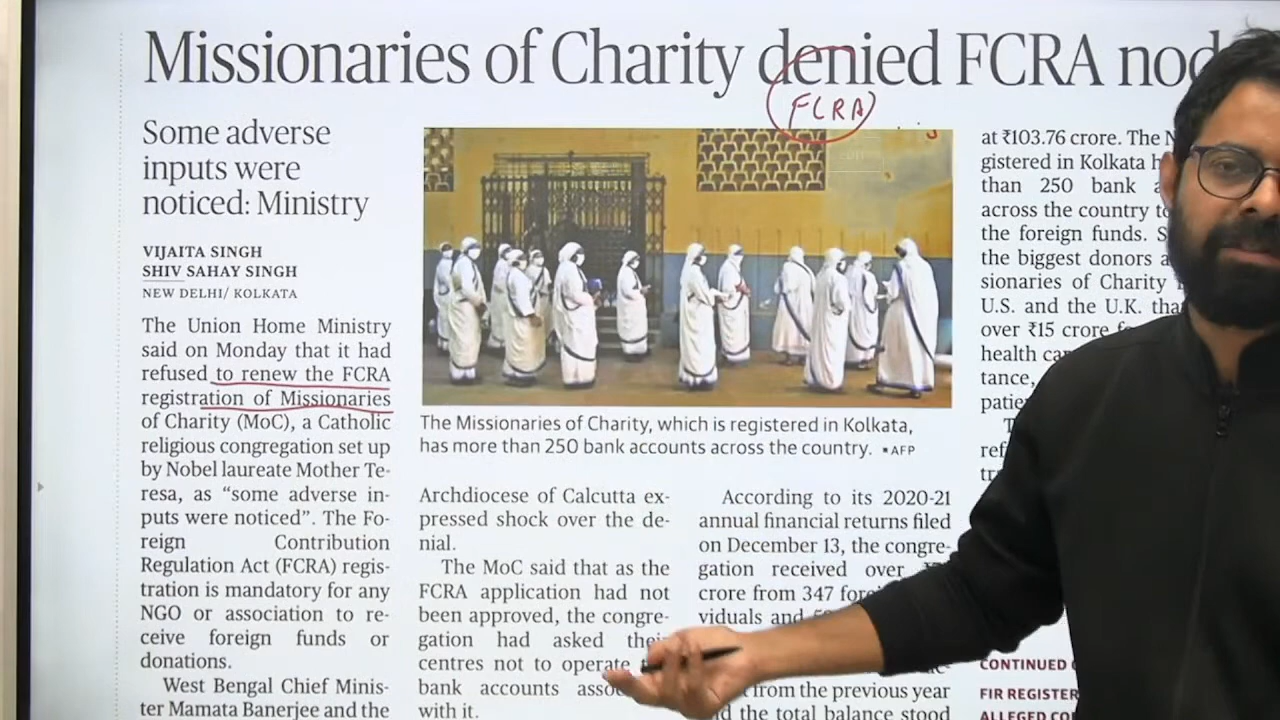 Missionaries of Charity denied FCRA nod
FCRA
Some adverse
inputs were
noticed: Ministry
VIJAITA SINGH
SHIV SAHAY SINGH
NEW DELHI/ KOLKATA
The Union Home Ministry
said on Monday that it had
refused to renew the FCRA
registration of Missionaries
of Charity (MoC), a Catholic
religious congregation set up
by Nobel laureate Mother Te-
resa, as “some adverse in-
puts were noticed”. The Fo-
reign Contribution
Regulation Act (FCRA) regis-
tration is mandatory for any
NGO or association to re-
ceive foreign funds or
donations.
West Bengal Chief Minis-
ter Mamata Banerjee and the
The Missionaries of Charity, which is registered in Kolkata,
has more than 250 bank accounts across the country. ▪AFP
Archdiocese of Calcutta ex-
pressed shock over the de-
nial.
The MoC said that as the
FCRA application had not
been approved, the congre-
gation had asked their
centres not to operate
bank accounts
with it.
According to its 2020-21
annual financial returns filed
on December 13, the congre-
gation received over
crore from 347
and
from the previous year
the total balance stood
at ₹103.76 crore. The
gistered in Kolkata
than 250 bank
across the country
the foreign funds.
the biggest donors
sionaries of Charity
U.S. and the U.K.
over ₹15 crore
health
CONTINUED
FIR REGISTER
ALLEGED